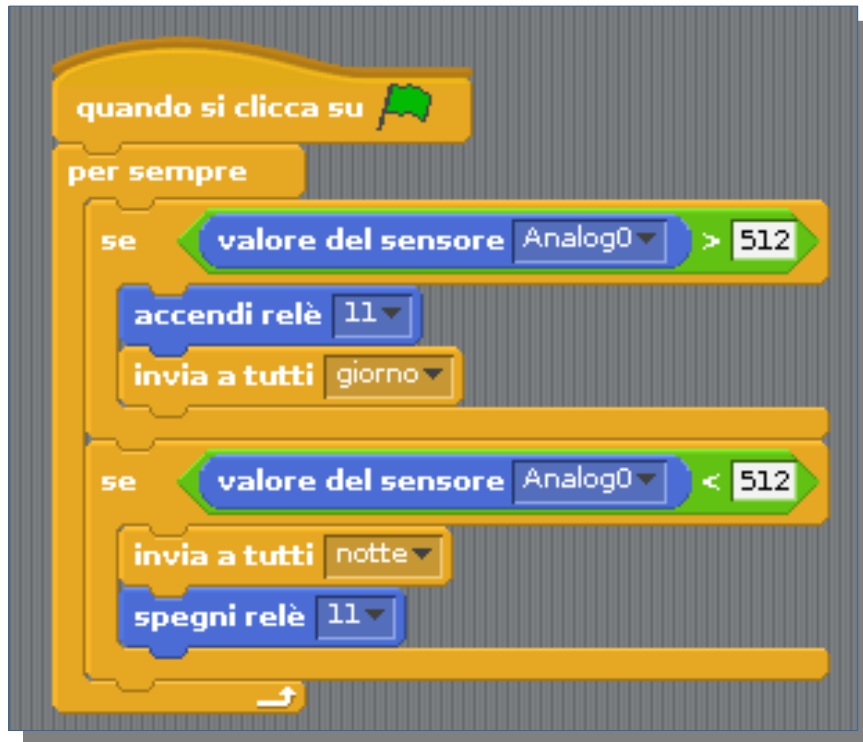 quando si clicca su
per sempre
se valore del sensore Analog0 > 512
accendi relè 11
invia a tutti giorno
se valore del sensore Analog0 < 512
invia a tutti notte
spegni relè 11